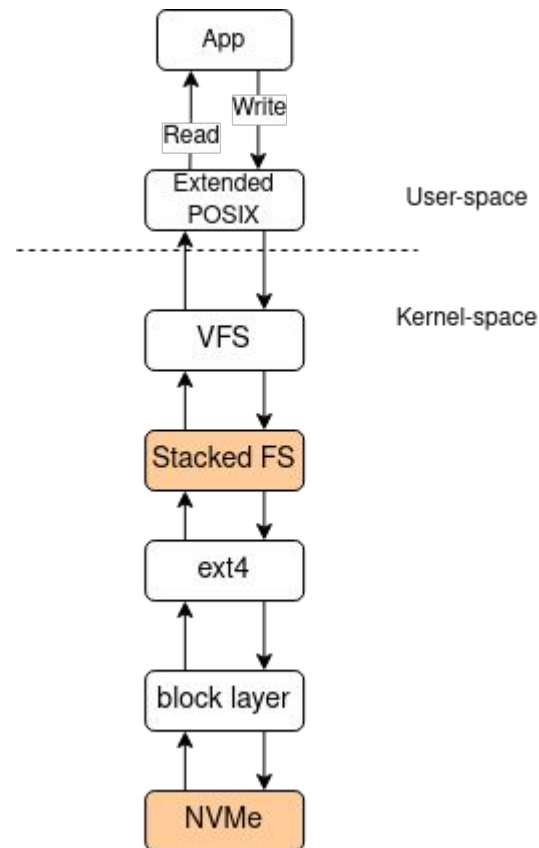 App
Write
Read
Extended
POSIX
User-space
Kernel-space
VFS
Stacked FS
ext4
block layer
NVMe